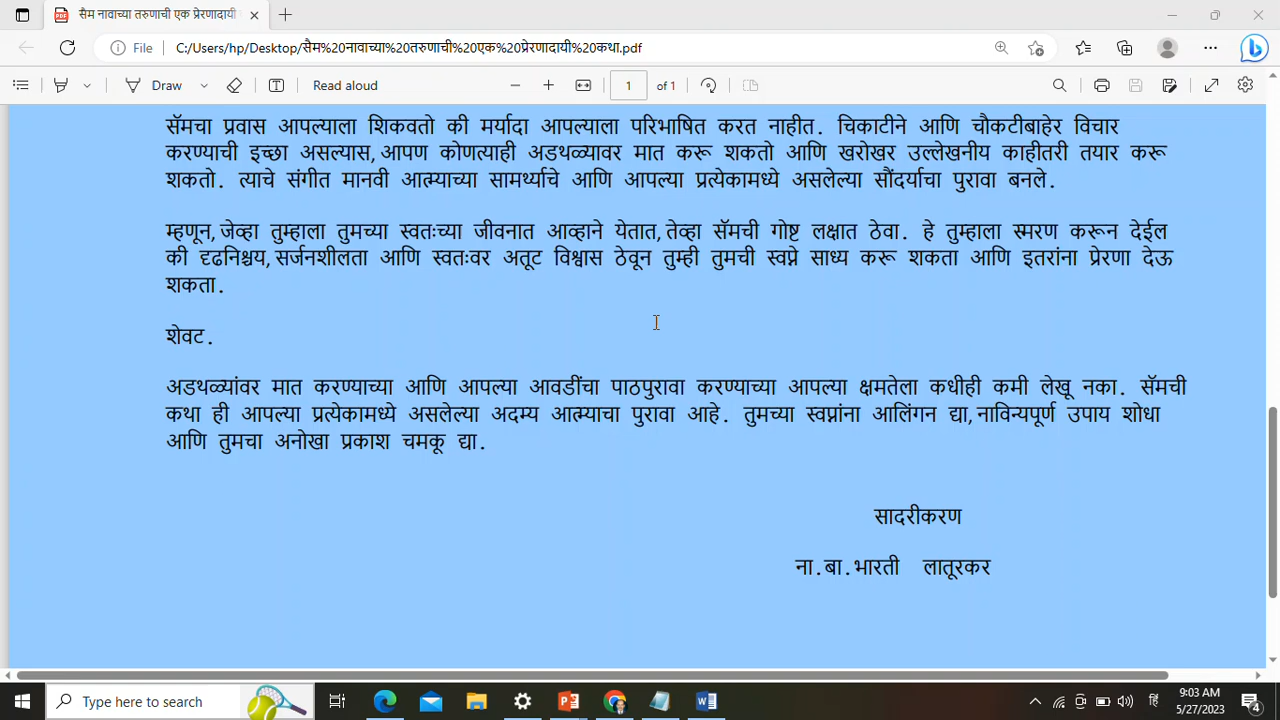 सैम नावाच्या तरुणाची एक प्रेरणादायी
File C:/Users/hp/Desktop/सैम%20नावाच्या%20तरुणाची%20एक%20प्रेरणादायी%20कथा.pdf
Draw Read aloud 1 of 1
सॅमचा प्रवास आपल्याला शिकवतो की मर्यादा आपल्याला परिभाषित करत नाहीत. चिकाटीने आणि चौकटीबाहेर विचार
करण्याची इच्छा असल्यास, आपण कोणत्याही अडथळ्यावर मात करू शकतो आणि खरोखर उल्लेखनीय काहीतरी तयार करू
शकतो. त्याचे संगीत मानवी आत्म्याच्या सामर्थ्याचे आणि आपल्या प्रत्येकामध्ये असलेल्या सौंदर्याचा पुरावा बनले.
म्हणून, जेव्हा तुम्हाला तुमच्या स्वतःच्या जीवनात आव्हाने येतात, तेव्हा सॅमची गोष्ट लक्षात ठेवा. हे तुम्हाला स्मरण करून देईल
की दृढनिश्चय, सर्जनशीलता आणि स्वतःवर अतूट विश्वास ठेवून तुम्ही तुमची स्वप्ने साध्य करू शकता आणि इतरांना प्रेरणा देऊ
शकता.
शेवट.
अडथळ्यांवर मात करण्याच्या आणि आपल्या आवडींचा पाठपुरावा करण्याच्या आपल्या क्षमतेला कधीही कमी लेखू नका. सॅमची
कथा ही आपल्या प्रत्येकामध्ये असलेल्या अदम्य आत्म्याचा पुरावा आहे. तुमच्या स्वप्नांना आलिंगन द्या, नाविन्यपूर्ण उपाय शोधा
आणि तुमचा अनोखा प्रकाश चमकू द्या.
सादरीकरण
ना.बा.भारती लातूरकर
Type here to search हिं 9:03 AM
5/27/2023 4